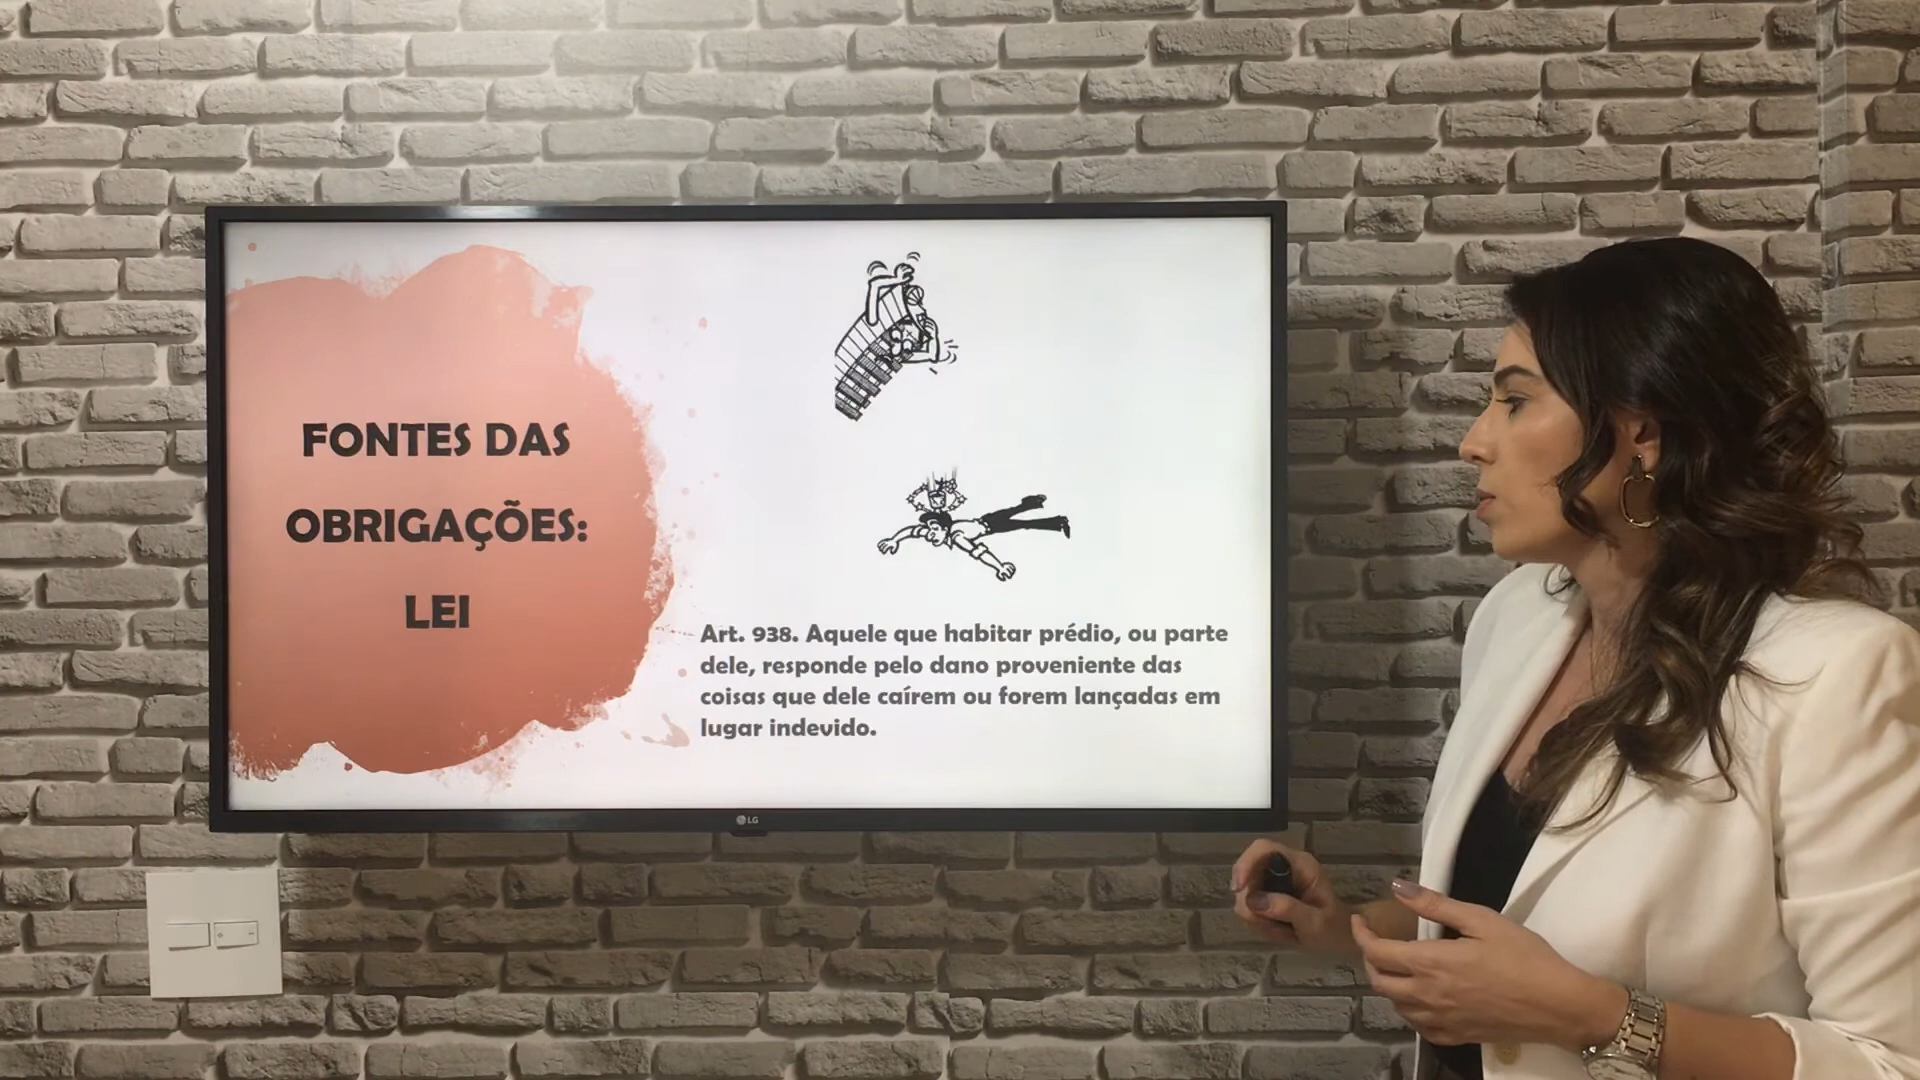 FONTES DAS
OBRIGAÇÕES:
LEI
Art. 938. Aquele que habitar prédio, ou parte
dele, responde pelo dano proveniente das
coisas que dele caírem ou forem lançadas em
lugar indevido.
LG